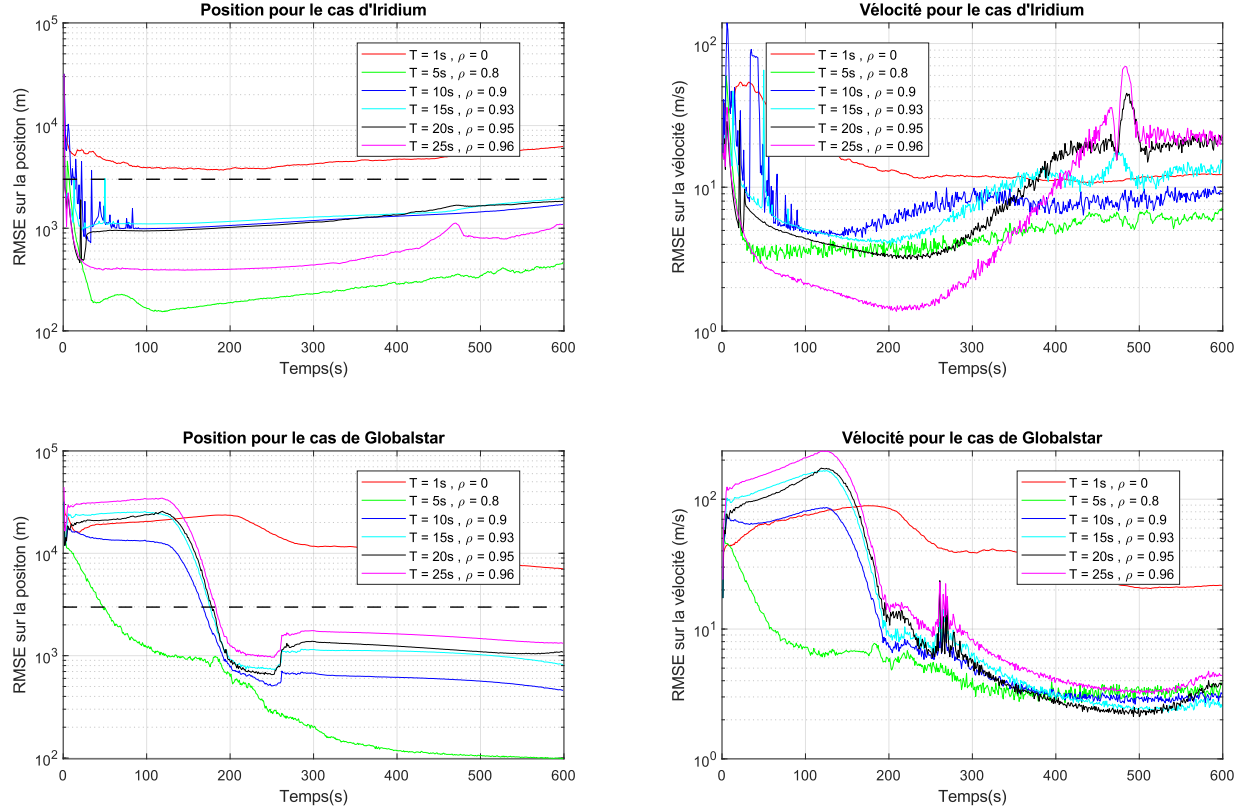 Position pour le cas d'Iridium
RMSE sur la position (m)
10^5
10^4
10^3
10^2
T = 1s , ρ = 0
T = 5s , ρ = 0.8
T = 10s , ρ = 0.9
T = 15s , ρ = 0.93
T = 20s , ρ = 0.95
T = 25s , ρ = 0.96
0 100 200 300 400 500 600
Temps(s)
Vélocité pour le cas d'Iridium
RMSE sur la vélocité (m/s)
10^2
10^1
10^0
T = 1s , ρ = 0
T = 5s , ρ = 0.8
T = 10s , ρ = 0.9
T = 15s , ρ = 0.93
T = 20s , ρ = 0.95
T = 25s , ρ = 0.96
0 100 200 300 400 500 600
Temps(s)
Position pour le cas de Globalstar
RMSE sur la position (m)
10^5
10^4
10^3
10^2
T = 1s , ρ = 0
T = 5s , ρ = 0.8
T = 10s , ρ = 0.9
T = 15s , ρ = 0.93
T = 20s , ρ = 0.95
T = 25s , ρ = 0.96
0 100 200 300 400 500 600
Temps(s)
Vélocité pour le cas de Globalstar
RMSE sur la vélocité (m/s)
10^2
10^1
10^0
T = 1s , ρ = 0
T = 5s , ρ = 0.8
T = 10s , ρ = 0.9
T = 15s , ρ = 0.93
T = 20s , ρ = 0.95
T = 25s , ρ = 0.96
0 100 200 300 400 500 600
Temps(s)